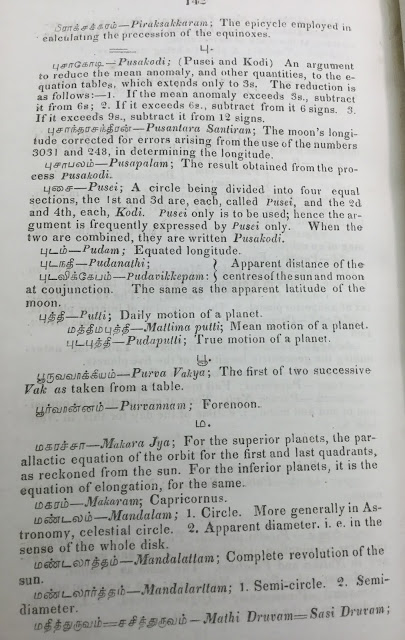 142
பிராக்சக்கரம்—Piraksakkaram; The epicycle employed in
calculating the precession of the equinoxes.
பு.
புசாகோடி—Pusakodi; (Pusei and Kodi) An argument
to reduce the mean anomaly, and other quantities, to the e-
quation tables, which extends only to 3s. The reduction is
as follows:—1. If the mean anomaly exceeds 3s., subtract
it from 6s; 2. If it exceeds 6s., subtract from it 6 signs. 3.
If it exceeds 9s., subtract it from 12 signs.
புசாந்தரசந்திரன்—Pusantara Santiran; The moon's longi-
tude corrected for errors arising from the use of the numbers
3031 and 248, in determining the longitude.
புசாபலம்—Pusapalam; The result obtained from the pro-
cess Pusakodi.
புசை—Pusei; A circle being divided into four equal
sections, the 1st and 3d are, each, called Pusei, and the 2d
and 4th, each, Kodi. Pusei only is to be used; hence the ar-
gument is frequently expressed by Pusei only. When the
two are combined, they are written Pusakodi.
புடம்—Pudam; Equated longitude.
புடநதி—Pudanathi; } Apparent distance of the
புடவிக்கேபம்—Pudavikkepam: } centres of the sun and moon
at coujunction. The same as the apparent latitude of the
moon.
புத்தி—Putti; Daily motion of a planet.
மத்திமபுத்தி—Mattima putti; Mean motion of a planet.
புடபுத்தி—Pudaputti; True motion of a planet.
பூ.
பூருவவாக்கியம்—Purva Vakya; The first of two successive
Vak as taken from a table.
பூர்வாண்ணம்—Purvannam; Forenoon.
ம.
மகரச்சா—Makara Jya; For the superior planets, the par-
allactic equation of the orbit for the first and last quadrants,
as reckoned from the sun. For the inferior planets, it is the
equation of elongation, for the same.
மகரம்—Makaram; Capricornus.
மண்டலம்—Mandalam; 1. Circle. More generally in As-
tronomy, celestial circle. 2. Apparent diameter. i. e. in the
sense of the whole disk.
மண்டலாத்தம்—Mandalattam; Complete revolution of the
sun.
மண்டலார்த்தம்—Mandalarttam; 1. Semi-circle. 2. Semi-
diameter.
மதித்துருவம்=சசித்துருவம்—Mathi Druvam=Sasi Druvam;